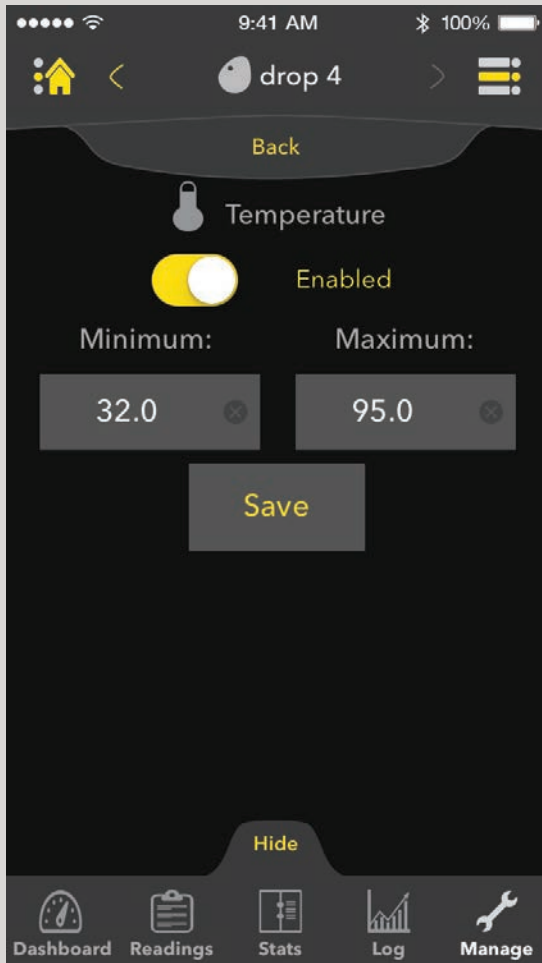 9:41 AM 100%
drop 4
Back
Temperature
Enabled
Minimum: Maximum:
32.0 95.0
Save
Hide
Dashboard Readings Stats Log Manage